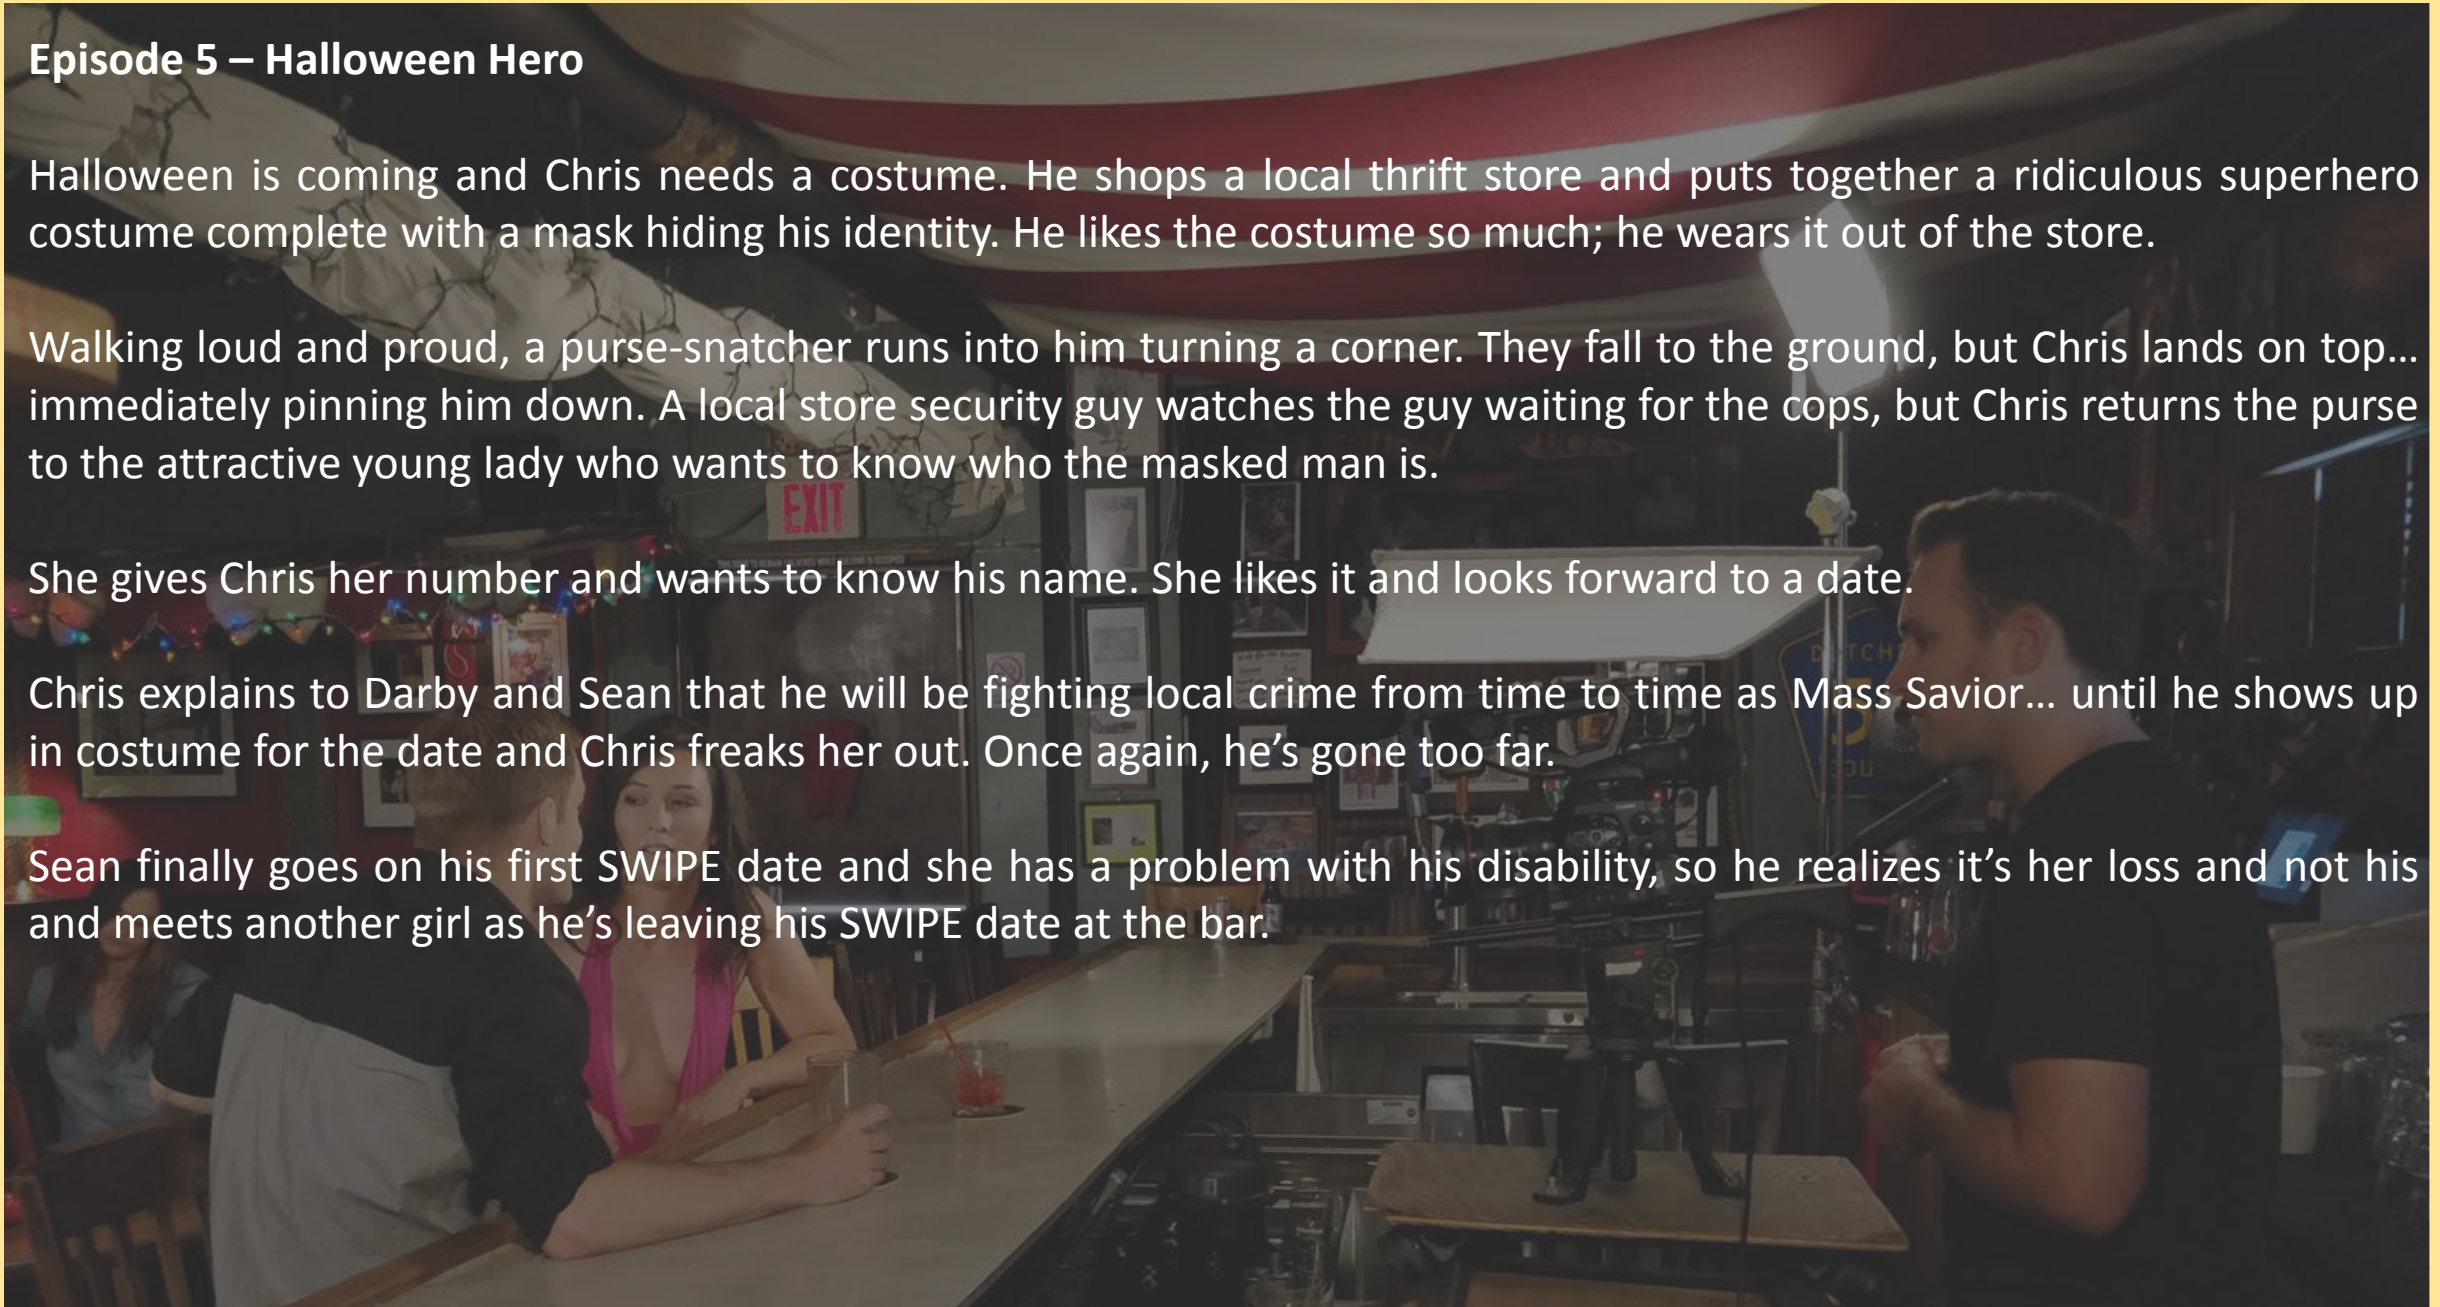 Episode 5 – Halloween Hero
Halloween is coming and Chris needs a costume. He shops a local thrift store and puts together a ridiculous superhero
costume complete with a mask hiding his identity. He likes the costume so much; he wears it out of the store.
Walking loud and proud, a purse-snatcher runs into him turning a corner. They fall to the ground, but Chris lands on top…
immediately pinning him down. A local store security guy watches the guy waiting for the cops, but Chris returns the purse
to the attractive young lady who wants to know who the masked man is.
EXIT
She gives Chris her number and wants to know his name. She likes it and looks forward to a date.
Chris explains to Darby and Sean that he will be fighting local crime from time to time as Mass Savior… until he shows up
in costume for the date and Chris freaks her out. Once again, he’s gone too far.
Sean finally goes on his first SWIPE date and she has a problem with his disability, so he realizes it’s her loss and not his
and meets another girl as he’s leaving his SWIPE date at the bar.